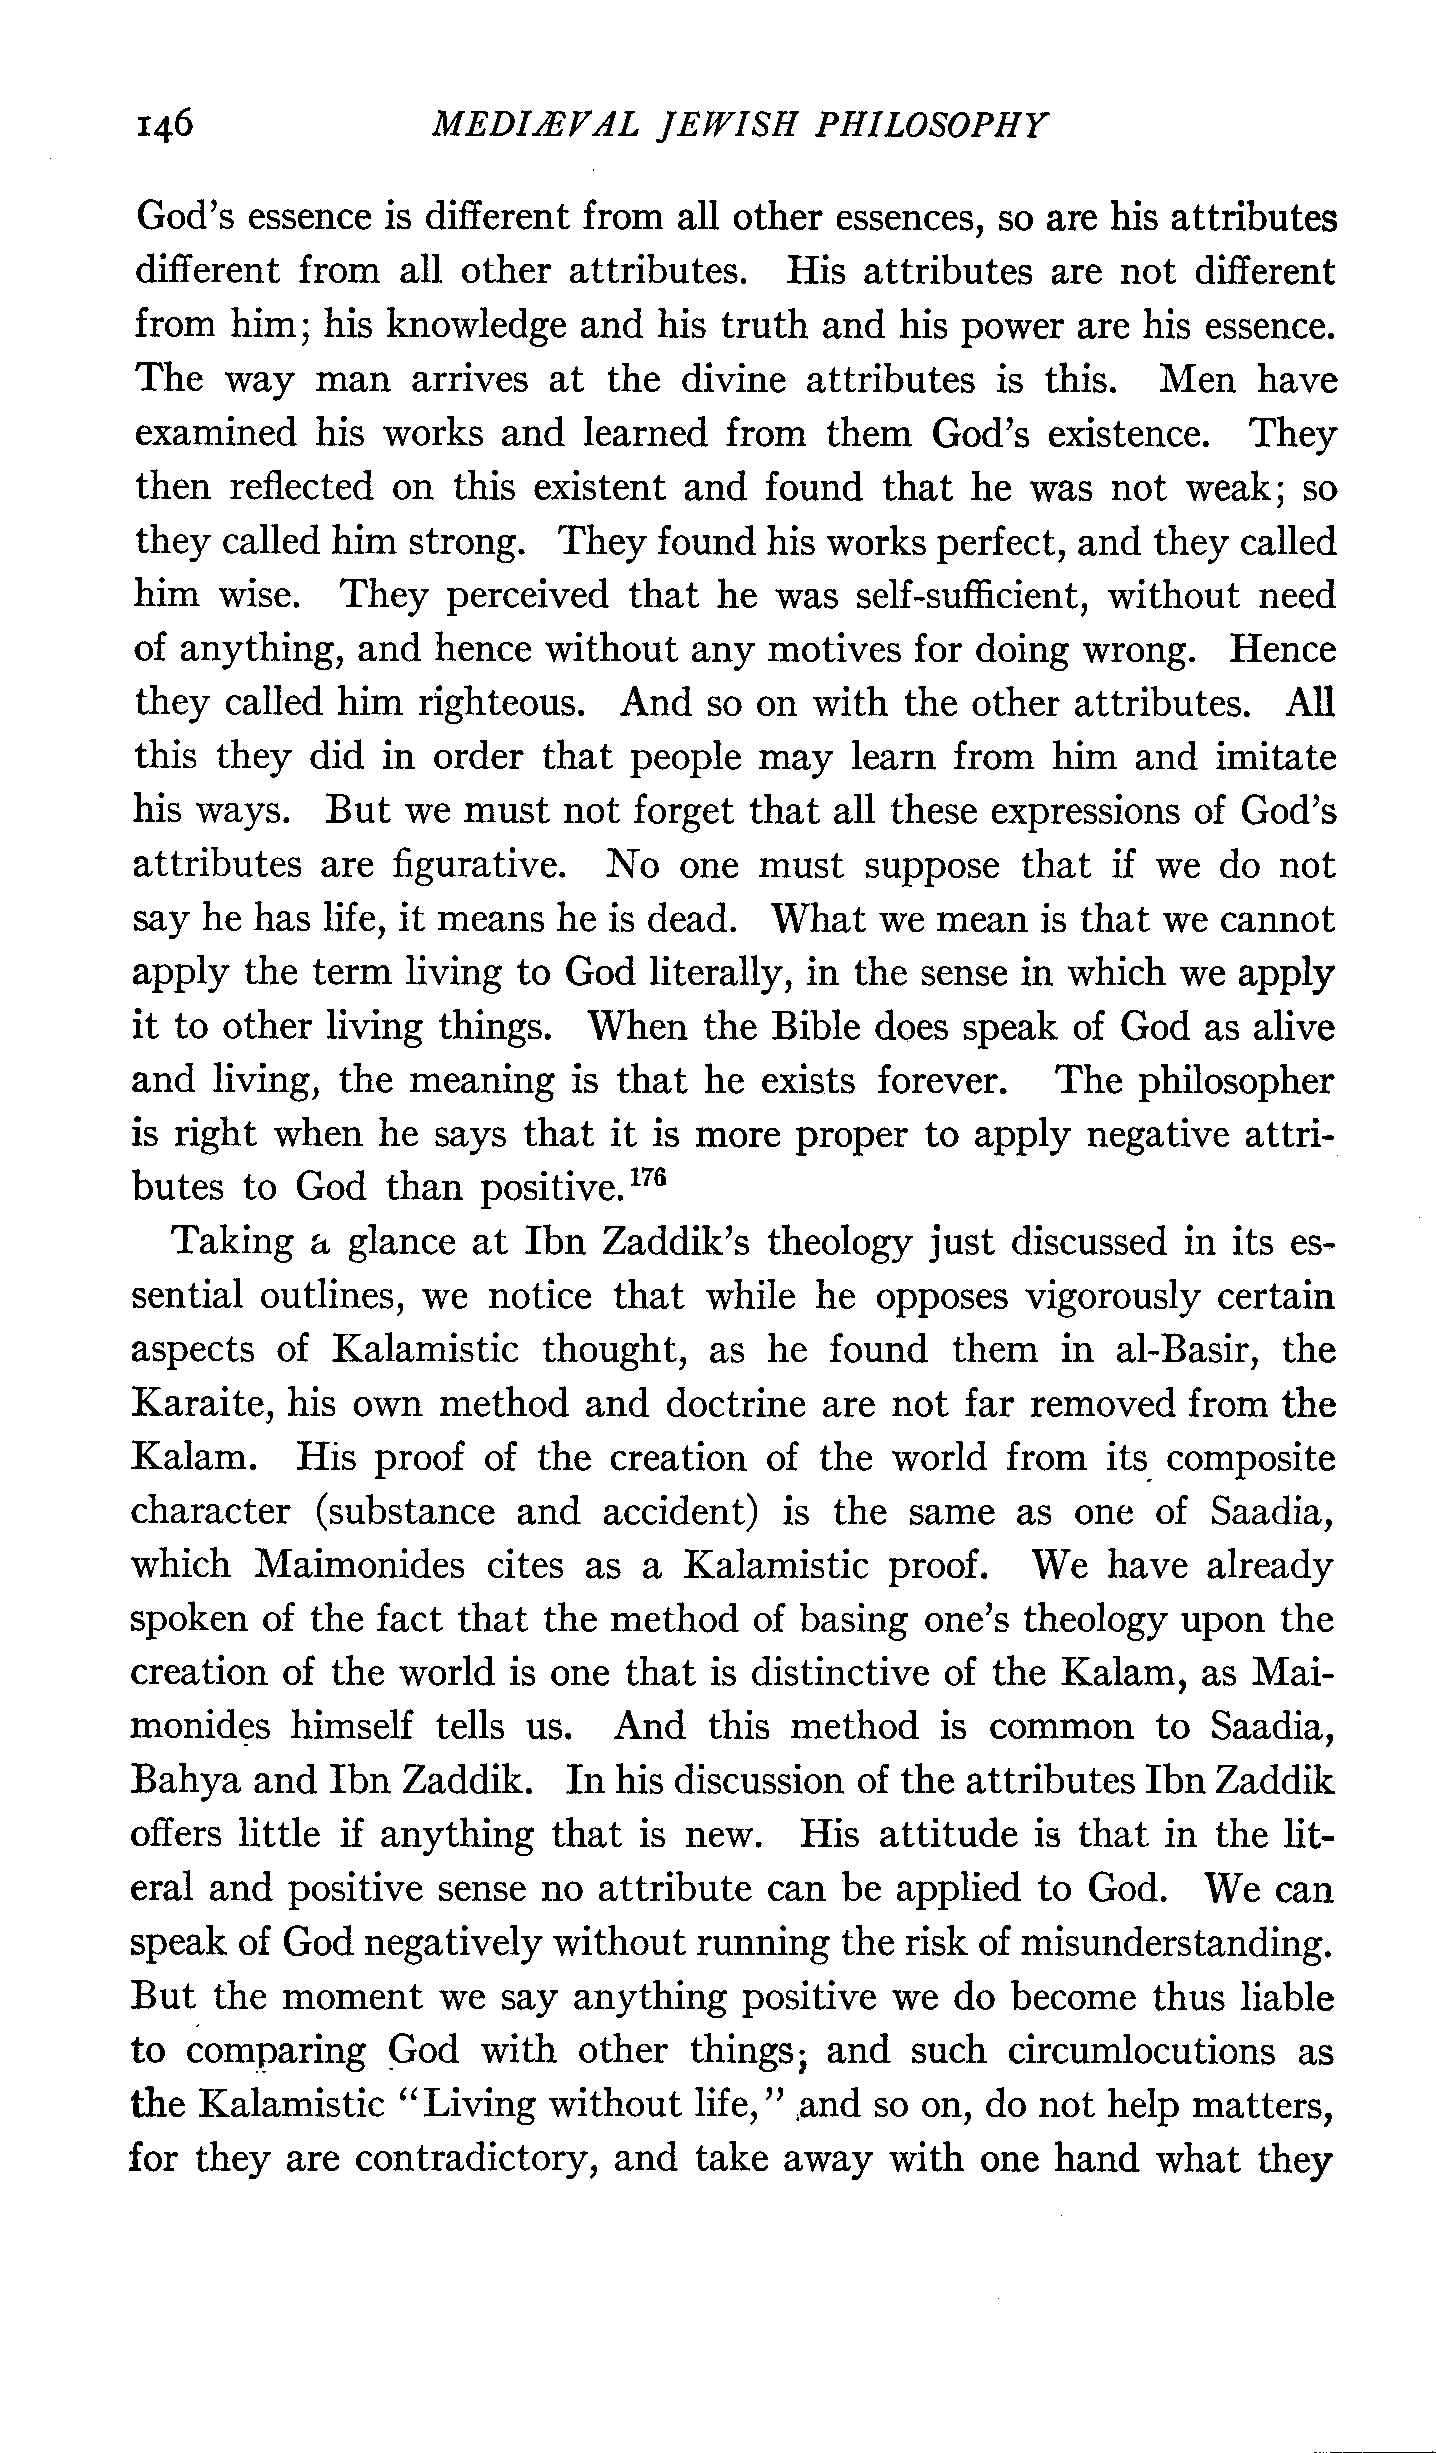 146 MEDIÆVAL JEWISH PHILOSOPHY
God's essence is different from all other essences, so are his attributes
different from all other attributes. His attributes are not different
from him; his knowledge and his truth and his power are his essence.
The way man arrives at the divine attributes is this. Men have
examined his works and learned from them God's existence. They
then reflected on this existent and found that he was not weak; so
they called him strong. They found his works perfect, and they called
him wise. They perceived that he was self-sufficient, without need
of anything, and hence without any motives for doing wrong. Hence
they called him righteous. And so on with the other attributes. All
this they did in order that people may learn from him and imitate
his ways. But we must not forget that all these expressions of God's
attributes are figurative. No one must suppose that if we do not
say he has life, it means he is dead. What we mean is that we cannot
apply the term living to God literally, in the sense in which we apply
it to other living things. When the Bible does speak of God as alive
and living, the meaning is that he exists forever. The philosopher
is right when he says that it is more proper to apply negative attri-
butes to God than positive.176
Taking a glance at Ibn Zaddik's theology just discussed in its es-
sential outlines, we notice that while he opposes vigorously certain
aspects of Kalamistic thought, as he found them in al-Basir, the
Karaite, his own method and doctrine are not far removed from the
Kalam. His proof of the creation of the world from its composite
character (substance and accident) is the same as one of Saadia,
which Maimonides cites as a Kalamistic proof. We have already
spoken of the fact that the method of basing one's theology upon the
creation of the world is one that is distinctive of the Kalam, as Mai-
monides himself tells us. And this method is common to Saadia,
Bahya and Ibn Zaddik. In his discussion of the attributes Ibn Zaddik
offers little if anything that is new. His attitude is that in the lit-
eral and positive sense no attribute can be applied to God. We can
speak of God negatively without running the risk of misunderstanding.
But the moment we say anything positive we do become thus liable
to comparing God with other things; and such circumlocutions as
the Kalamistic "Living without life," and so on, do not help matters,
for they are contradictory, and take away with one hand what they